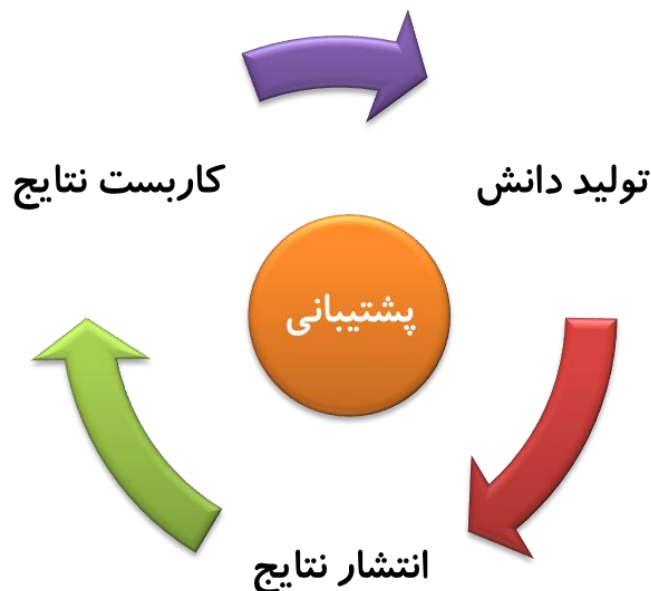 تولید دانش
کاربست نتایج
پشتیبانی
انتشار نتایج